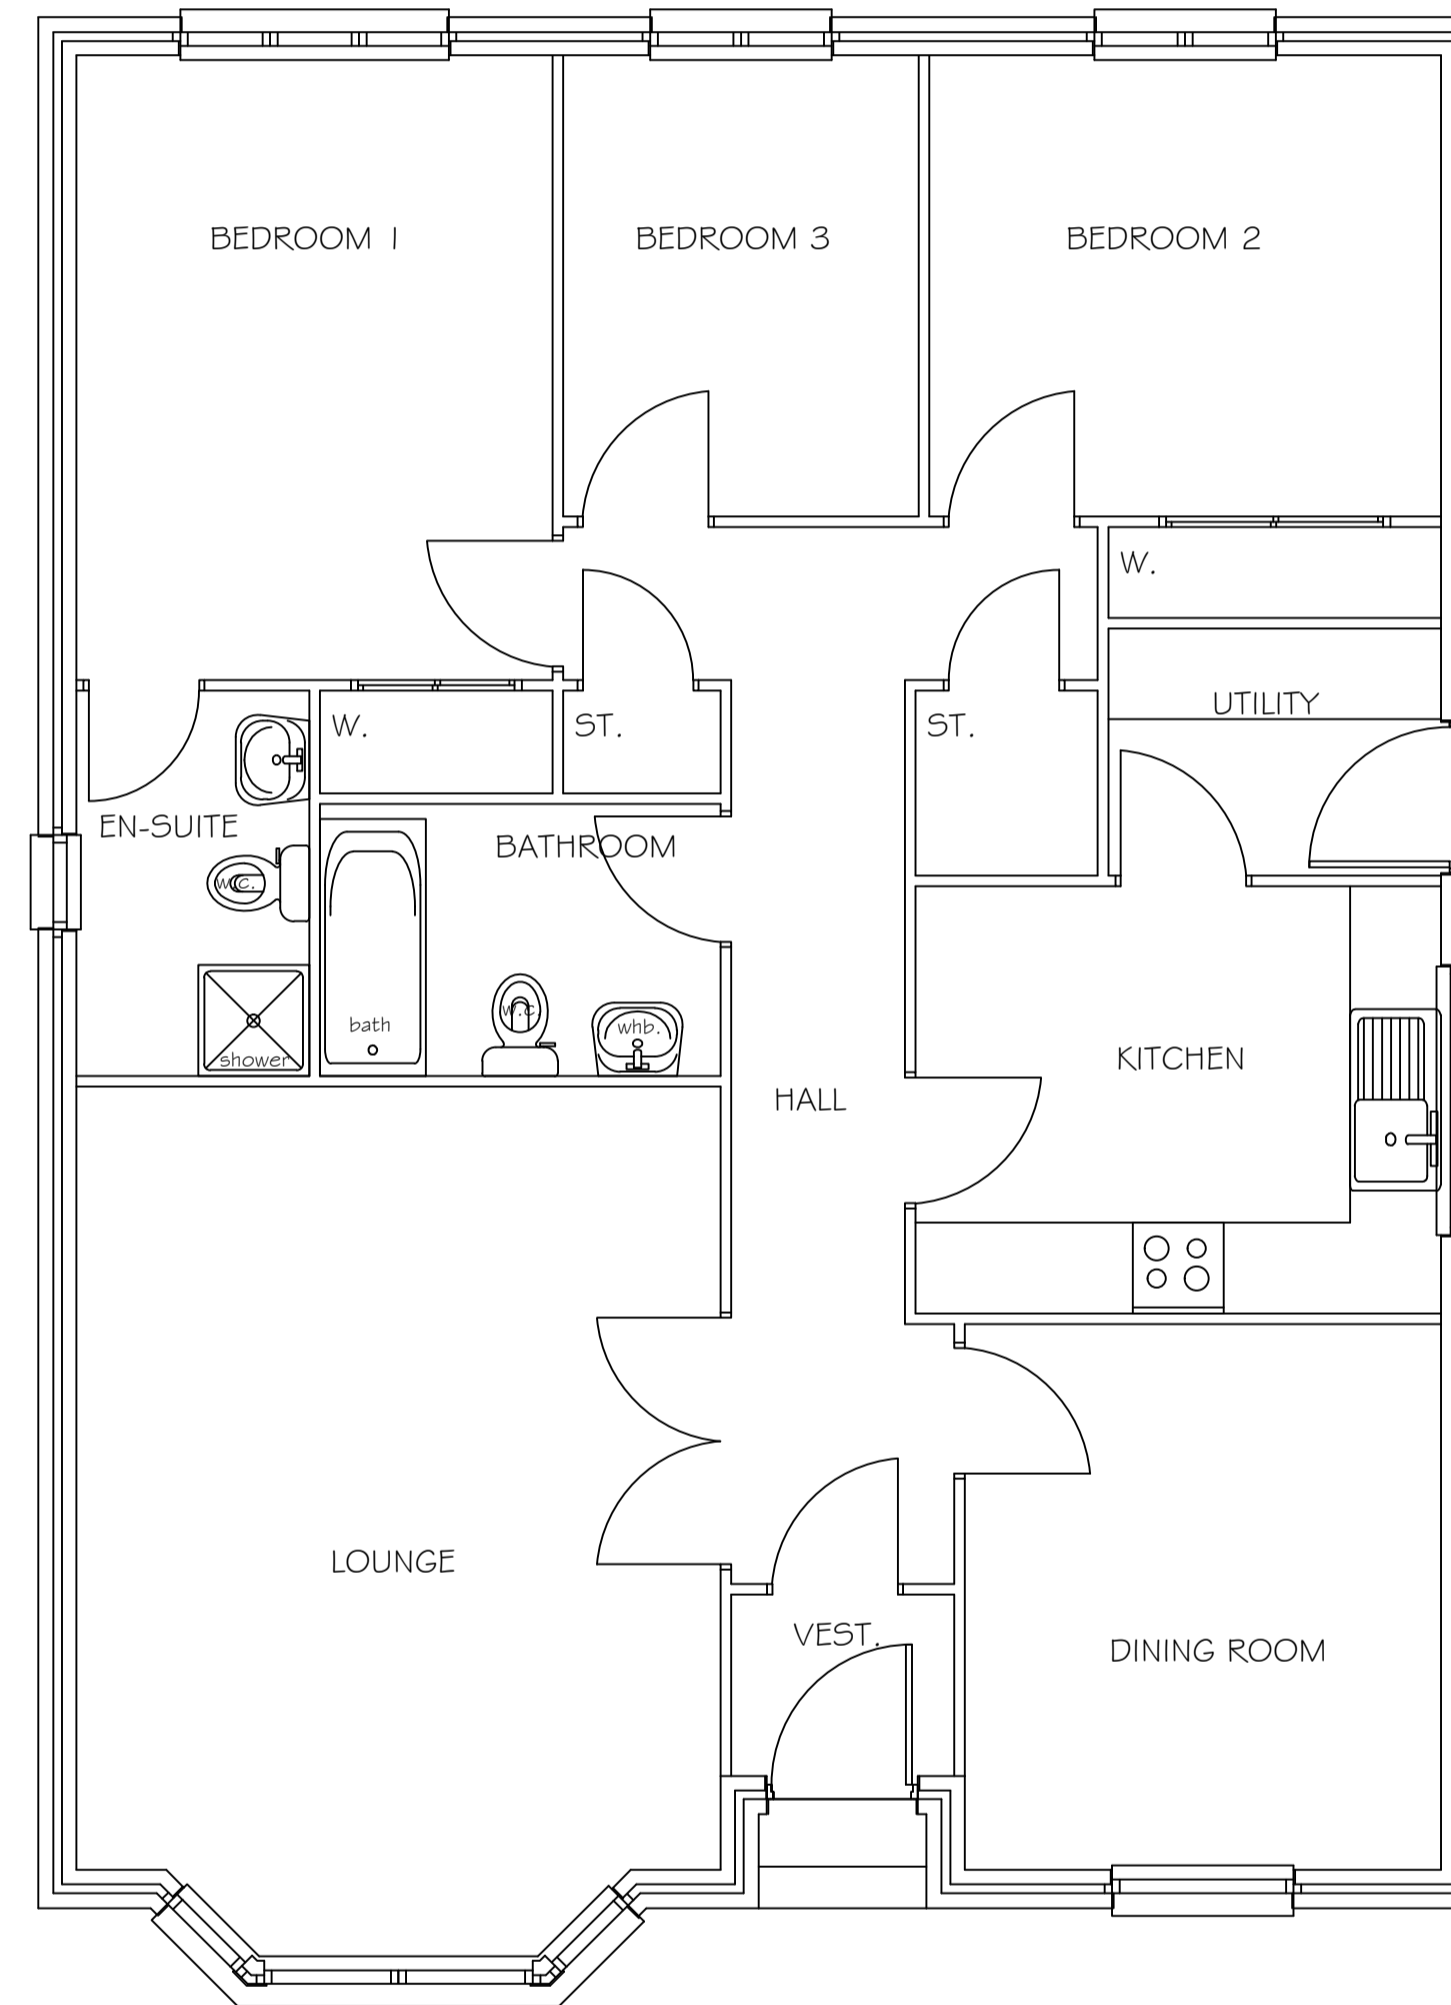 BEDROOM 1
BEDROOM 3
BEDROOM 2
W.
UTILITY
W.
ST.
ST.
EN-SUITE
BATHROOM
w.c.
w.c.
bath
whb.
shower
KITCHEN
HALL
LOUNGE
VEST.
DINING ROOM